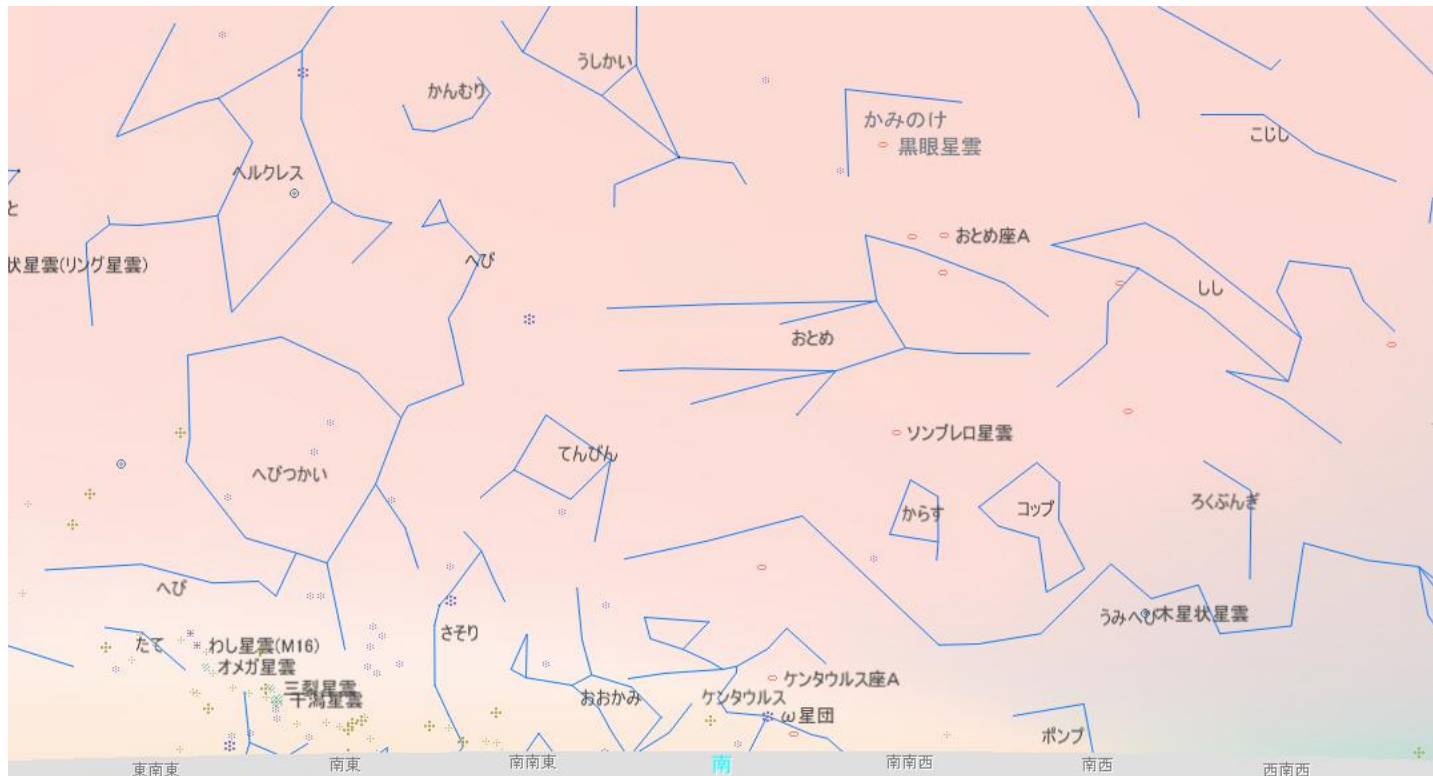 うしかい
かんむり
かみのけ
黒眼星雲
こじし
ヘルクレス
と
おとめ座A
へび
状星雲(リング星雲)
しし
おとめ
ソンブレロ星雲
てんびん
へびつかい
からす
コップ
ろくぶんぎ
へび
うみへび
木星状星雲
たて
わし星雲(M16)
さそり
オメガ星雲
三裂星雲
干潟星雲
おおかみ
ケンタウルス座A
ケンタウルス
ω星団
ポンプ
東南東
南東
南南東
南
南南西
南西
西南西